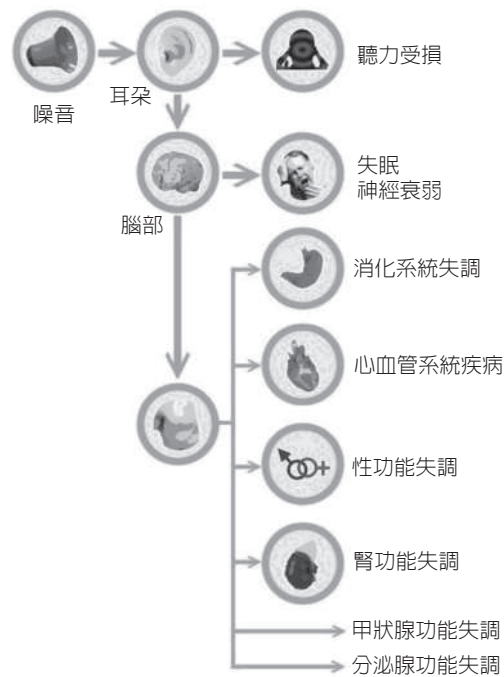 噪音
耳朵
聽力受損
腦部
失眠
神經衰弱
消化系統失調
心血管系統疾病
性功能失調
腎功能失調
甲狀腺功能失調
分泌腺功能失調